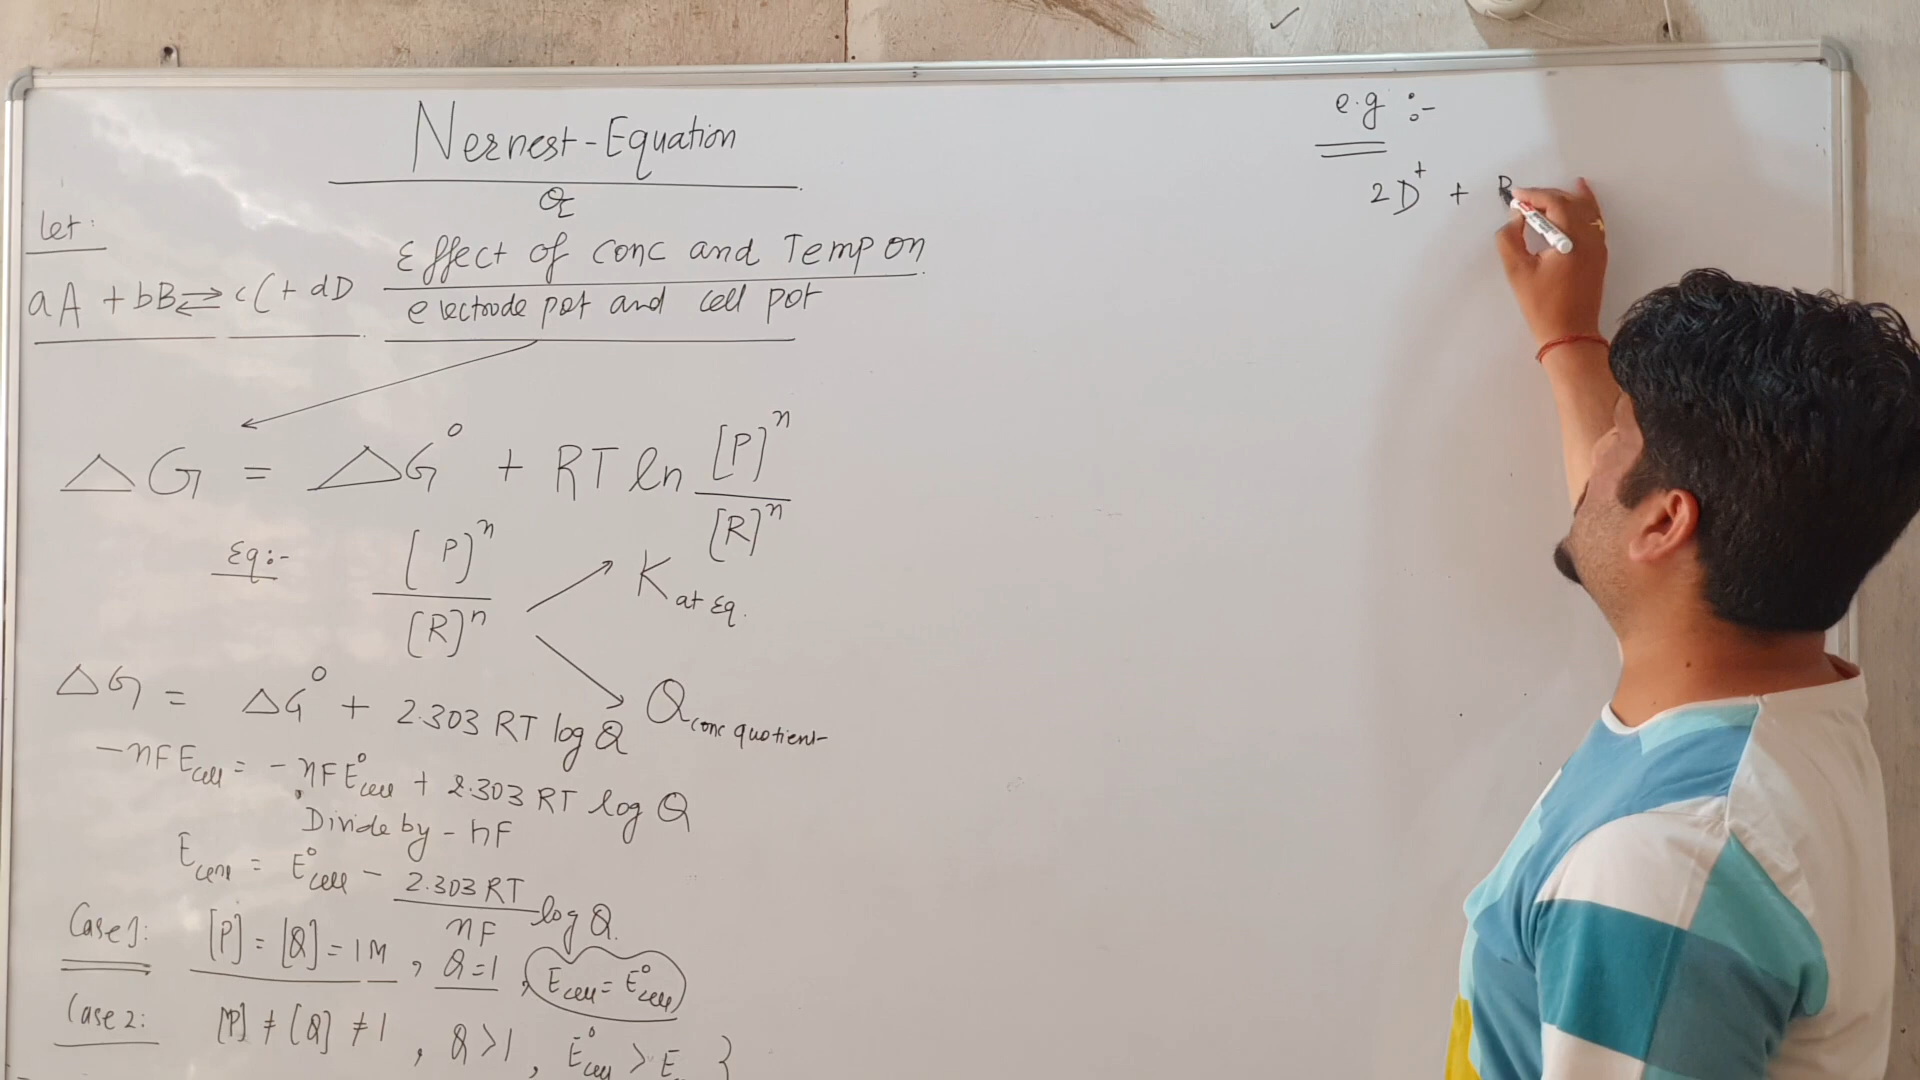 Nernest-Equation
Or
Effect of conc and Temp on
electrode pot and cell pot
let:
aA + bB ⇌ cC + dD
ΔG = ΔG° + RT ln [P]ⁿ / [R]ⁿ
Eq:- [P]ⁿ / [R]ⁿ
K at Eq.
Q conc quotient
ΔG = ΔG° + 2.303 RT log Q
-nFEcell = -nFE°cell + 2.303 RT log Q
Divide by -nF
Ecell = E°cell - 2.303 RT / nF log Q.
Case 1: [P] = [Q] = 1M, Q=1, Ecell = E°cell
Case 2: [P] ≠ [Q] ≠ 1, Q>1, E°cell > E }
e.g :-
2D⁺ +